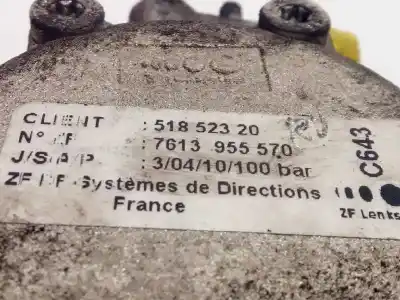 CLIENT : 518 523 20
N° ZF : 7613 955 570
J/S/A/P : 3/04/10/100 bar
ZF Systèmes de Directions
France
C643
ZF Lenks